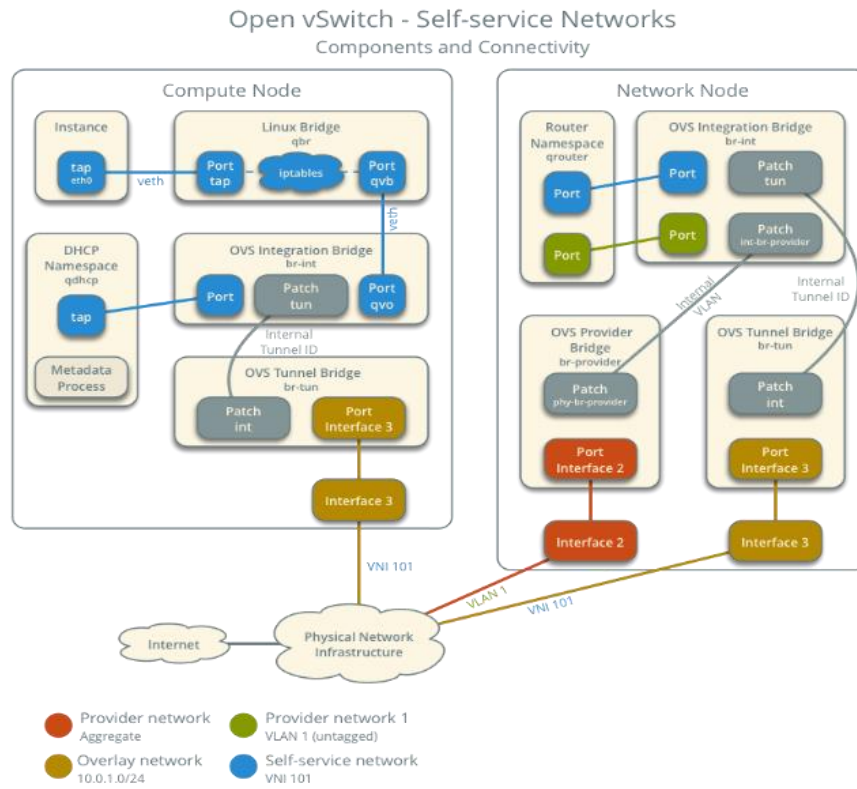 Open vSwitch - Self-service Networks
Components and Connectivity
Compute Node
Instance
tap
eth0
veth
Linux Bridge
qbr
Port
tap
iptables
Port
qvb
veth
DHCP
Namespace
qdhcp
tap
Metadata
Process
OVS Integration Bridge
br-int
Port
Patch
tun
Port
qvo
Internal
Tunnel ID
OVS Tunnel Bridge
br-tun
Patch
int
Port
Interface 3
Interface 3
VNI 101
Network Node
Router
Namespace
qrouter
Port
Port
OVS Integration Bridge
br-int
Port
Patch
tun
Port
Patch
int-br-provider
Internal
VLAN
Internal
Tunnel ID
OVS Provider
Bridge
br-provider
Patch
phy-br-provider
Port
Interface 2
Interface 2
OVS Tunnel Bridge
br-tun
Patch
int
Port
Interface 3
Interface 3
VLAN 1
VNI 101
Internet
Physical Network
Infrastructure
Provider network
Aggregate
Provider network 1
VLAN 1 (untagged)
Overlay network
10.0.1.0/24
Self-service network
VNI 101